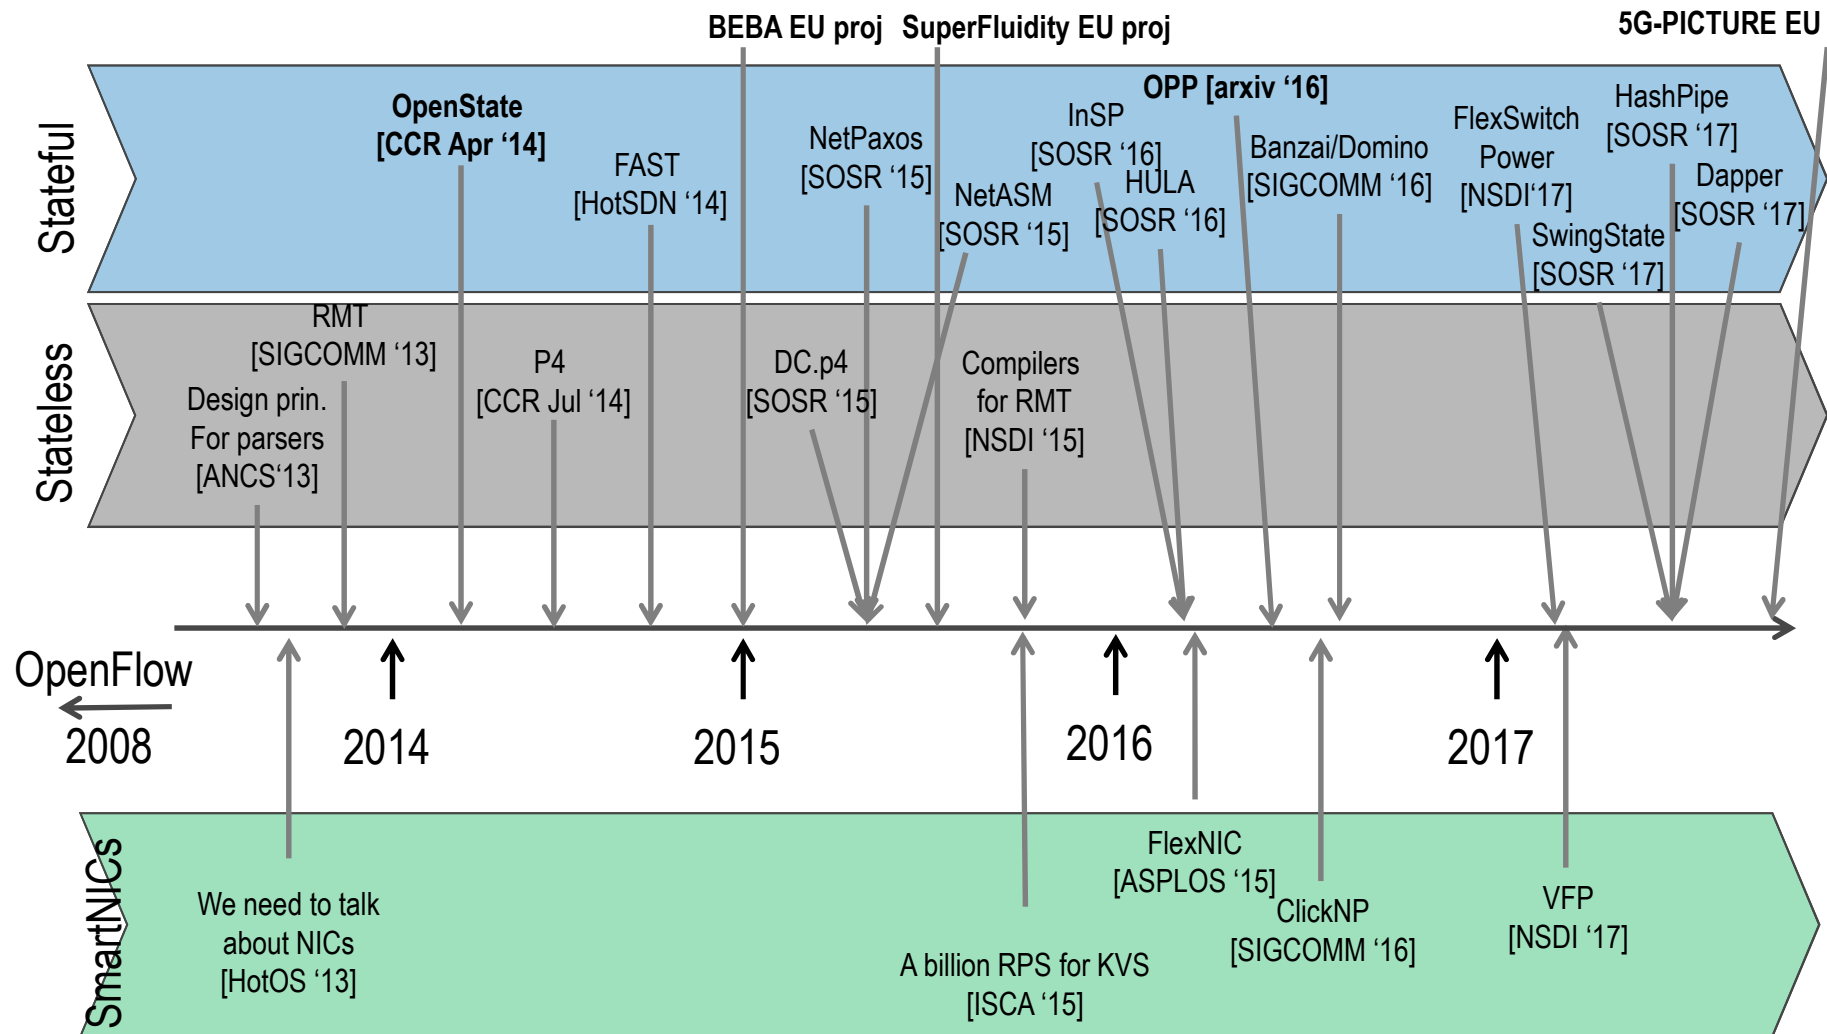 BEBA EU proj
SuperFluidity EU proj
5G-PICTURE EU
Stateful
OpenState
[CCR Apr ‘14]
FAST
[HotSDN ‘14]
NetPaxos
[SOSR ‘15]
NetASM
[SOSR ‘15]
InSP
[SOSR ‘16]
HULA
[SOSR ‘16]
OPP [arxiv ‘16]
Banzai/Domino
[SIGCOMM ‘16]
FlexSwitch
Power
[NSDI‘17]
HashPipe
[SOSR ‘17]
SwingState
[SOSR ‘17]
Dapper
[SOSR ‘17]
Stateless
Design prin.
For parsers
[ANCS‘13]
RMT
[SIGCOMM ‘13]
P4
[CCR Jul ‘14]
DC.p4
[SOSR ‘15]
Compilers
for RMT
[NSDI ‘15]
OpenFlow
2008
2014
2015
2016
2017
SmartNICs
We need to talk
about NICs
[HotOS ‘13]
A billion RPS for KVS
[ISCA ‘15]
FlexNIC
[ASPLOS ‘15]
ClickNP
[SIGCOMM ‘16]
VFP
[NSDI ‘17]